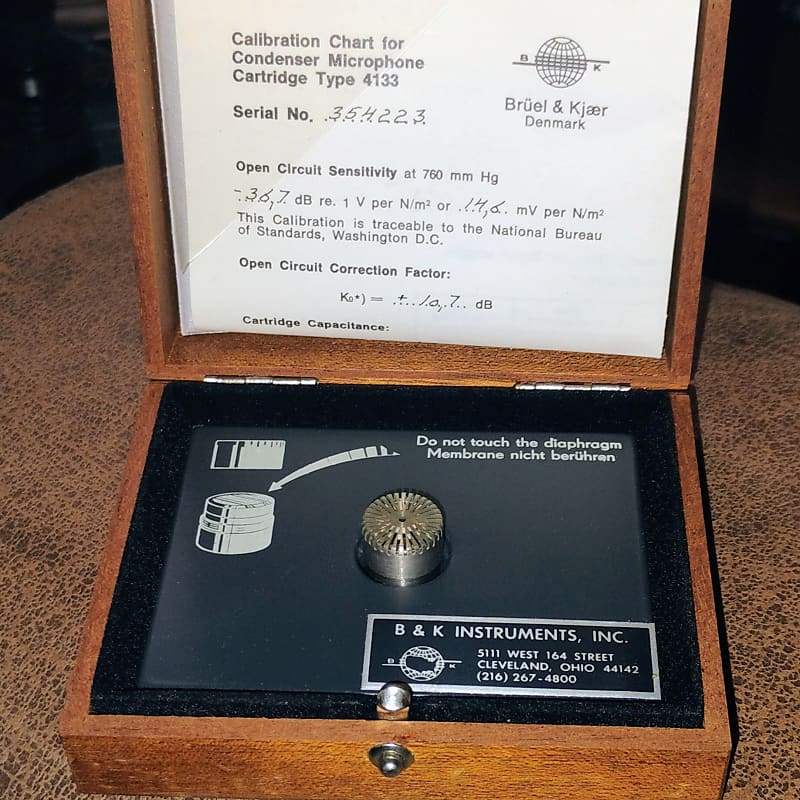 Calibration Chart for
Condenser Microphone
Cartridge Type 4133
Serial No. 354223
B K
Brüel & Kjær
Denmark
Open Circuit Sensitivity at 760 mm Hg
-36,7 dB re. 1 V per N/m² or 14,6 mV per N/m²
This Calibration is traceable to the National Bureau
of Standards, Washington D.C.
Open Circuit Correction Factor:
K₀*) = + 10,7 dB
Cartridge Capacitance:
Do not touch the diaphragm
Membrane nicht berühren
B & K INSTRUMENTS, INC.
B K
5111 WEST 164 STREET
CLEVELAND, OHIO 44142
(216) 267-4800